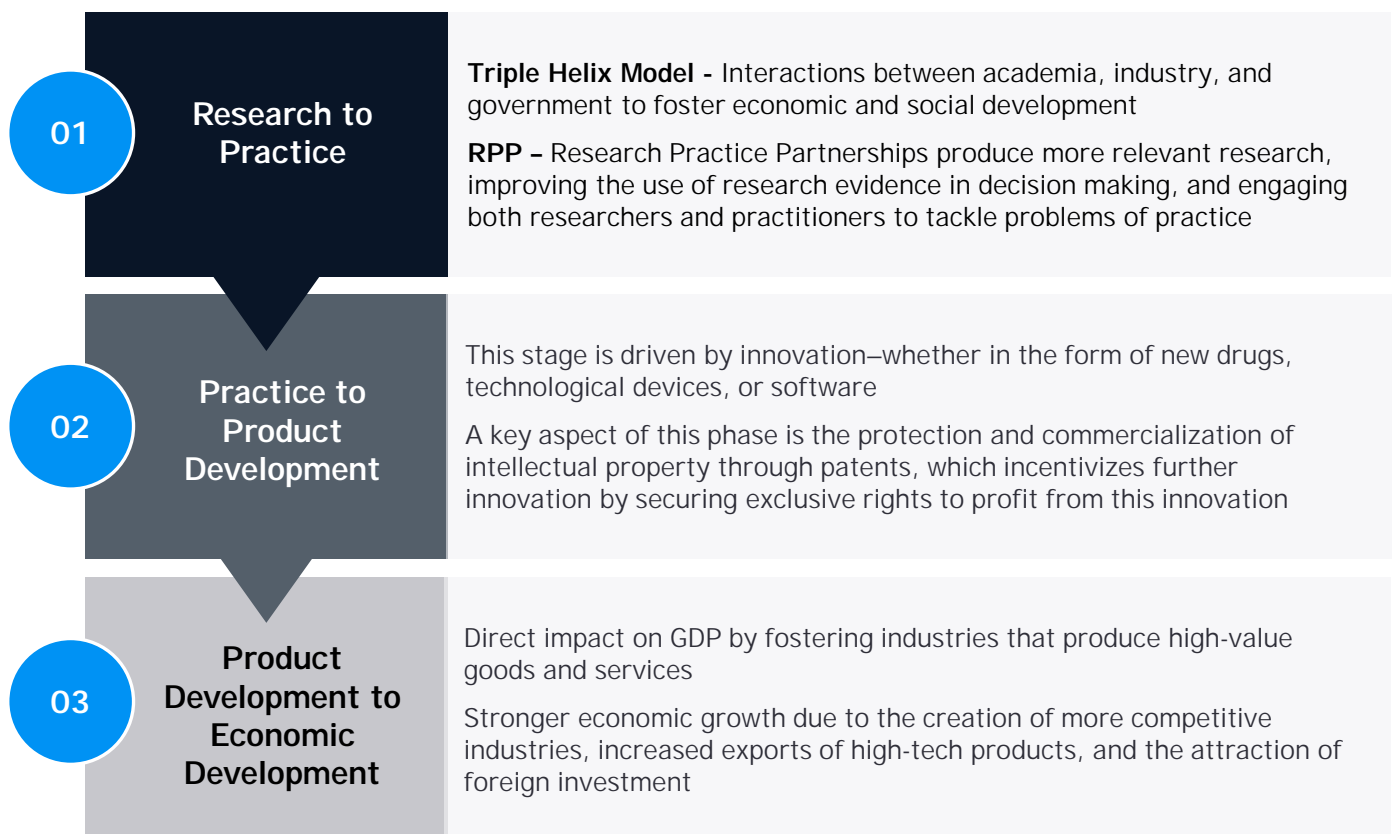 01
Research to
Practice
Triple Helix Model - Interactions between academia, industry, and
government to foster economic and social development
RPP – Research Practice Partnerships produce more relevant research,
improving the use of research evidence in decision making, and engaging
both researchers and practitioners to tackle problems of practice
02
Practice to
Product
Development
This stage is driven by innovation—whether in the form of new drugs,
technological devices, or software
A key aspect of this phase is the protection and commercialization of
intellectual property through patents, which incentivizes further
innovation by securing exclusive rights to profit from this innovation
03
Product
Development to
Economic
Development
Direct impact on GDP by fostering industries that produce high-value
goods and services
Stronger economic growth due to the creation of more competitive
industries, increased exports of high-tech products, and the attraction of
foreign investment